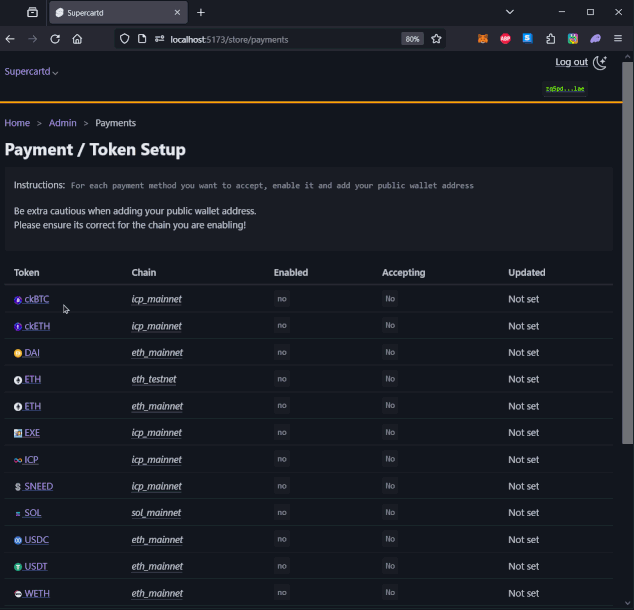 Supercartd
localhost:5173/store/payments
80%
ABP
S
Supercartd
Log out
zq5pd...lae
Home > Admin > Payments
Payment / Token Setup
Instructions: For each payment method you want to accept, enable it and add your public wallet address
Be extra cautious when adding your public wallet address.
Please ensure its correct for the chain you are enabling!
Token Chain Enabled Accepting Updated
ckBTC icp_mainnet no No Not set
ckETH icp_mainnet no No Not set
DAI eth_mainnet no No Not set
ETH eth_testnet no No Not set
ETH eth_mainnet no No Not set
EXE icp_mainnet no No Not set
ICP icp_mainnet no No Not set
SNEED icp_mainnet no No Not set
SOL sol_mainnet no No Not set
USDC eth_mainnet no No Not set
USDT eth_mainnet no No Not set
WETH eth_mainnet no No Not set